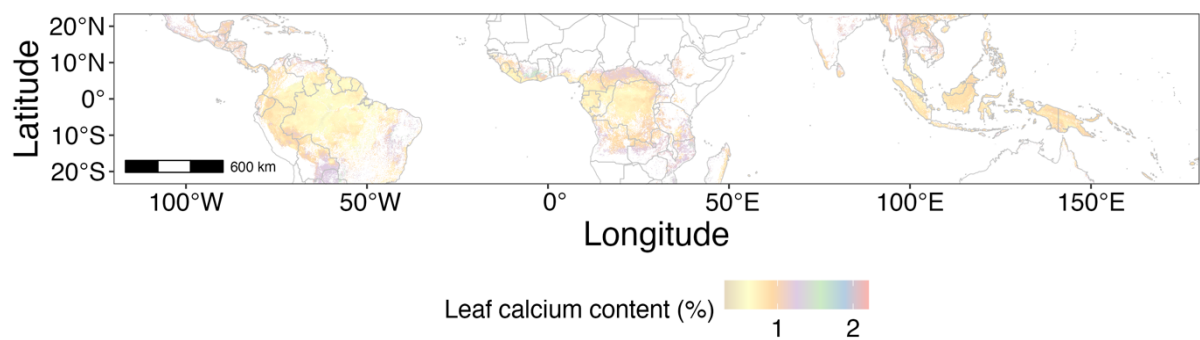 20°N
10°N
0°
10°S
20°S
Latitude
600 km
100°W 50°W 0° 50°E 100°E 150°E
Longitude
Leaf calcium content (%)
1 2